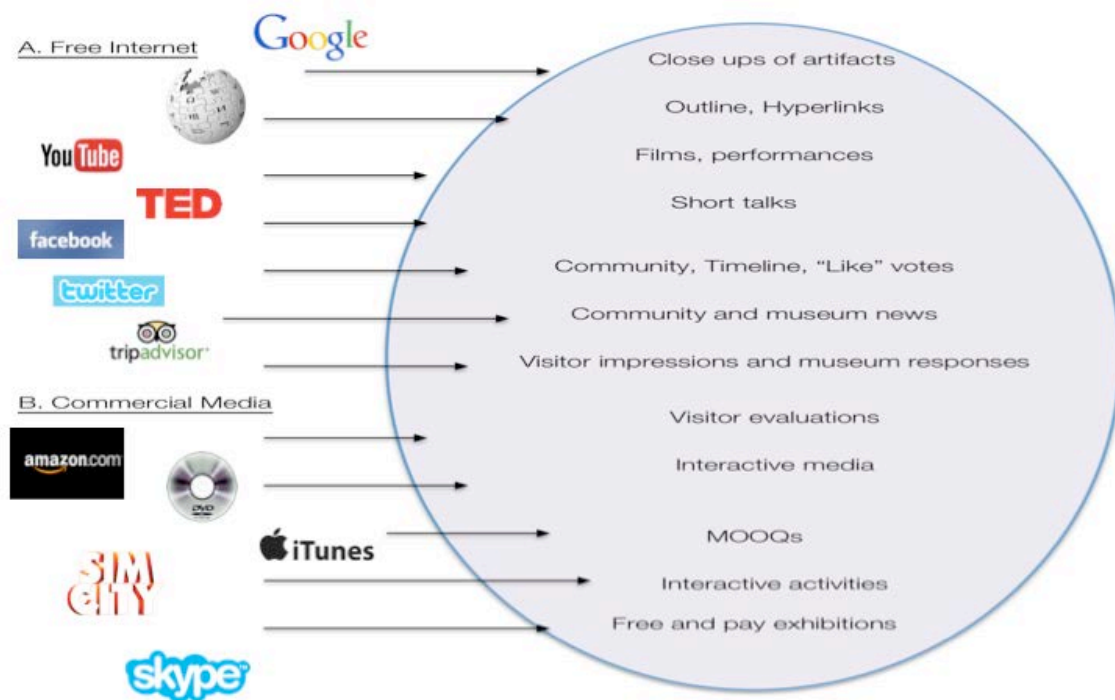 A. Free Internet
Google
Close ups of artifacts
Outline, Hyperlinks
YouTube
Films, performances
TED
Short talks
facebook
Community, Timeline, “Like” votes
twitter
Community and museum news
tripadvisor
Visitor impressions and museum responses
B. Commercial Media
Visitor evaluations
amazon.com
Interactive media
DVD
iTunes
MOOQs
SIM
CITY
Interactive activities
Free and pay exhibitions
skype™